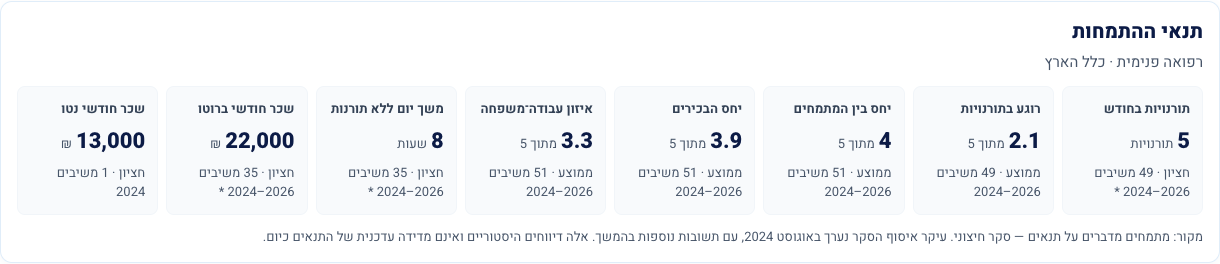 תנאי ההתמחות
רפואה פנימית · כלל הארץ
תורנויות בחודש
5 תורנויות
חציון · 49 משיבים
2024–2026 *
רוגע בתורנויות
2.1 מתוך 5
ממוצע · 49 משיבים
2024–2026
יחס בין המתמחים
4 מתוך 5
ממוצע · 51 משיבים
2024–2026
יחס הבכירים
3.9 מתוך 5
ממוצע · 51 משיבים
2024–2026
איזון עבודה־משפחה
3.3 מתוך 5
ממוצע · 51 משיבים
2024–2026
משך יום ללא תורנות
8 שעות
חציון · 35 משיבים
2024–2026 *
שכר חודשי ברוטו
22,000 ₪
חציון · 35 משיבים
2024–2026 *
שכר חודשי נטו
13,000 ₪
חציון · 1 משיבים
2024
מקור: מתמחים מדברים על תנאים — סקר חיצוני. עיקר איסוף הסקר נערך באוגוסט 2024, עם תשובות נוספות בהמשך. אלה דיווחים היסטוריים ואינם מדידה עדכנית של התנאים כיום.